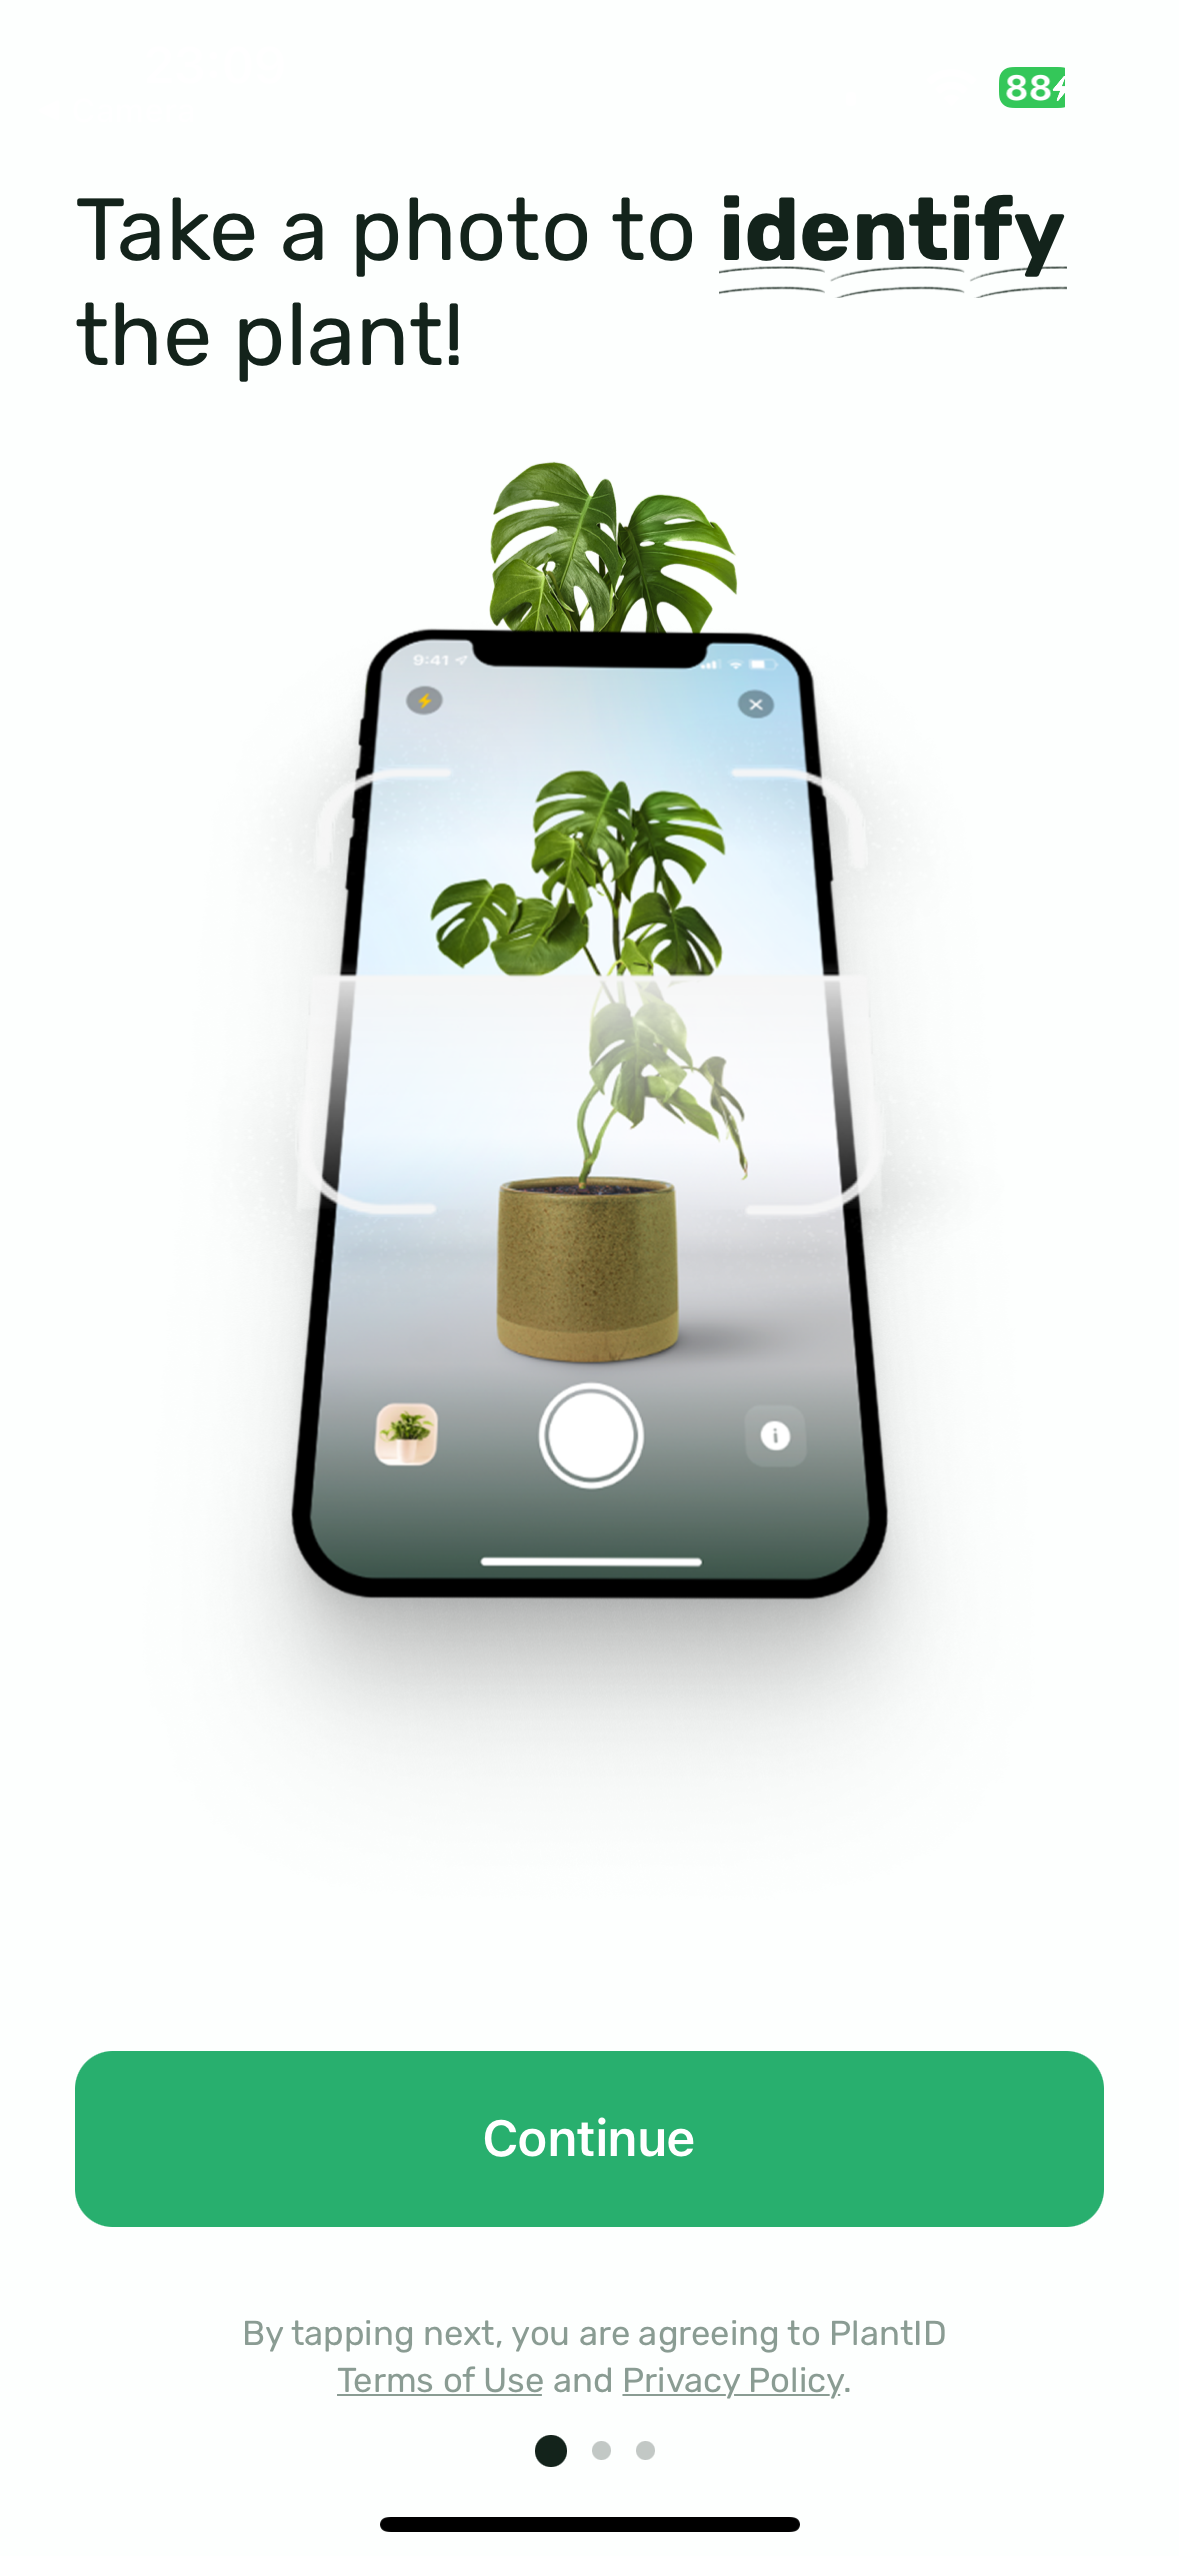 88
Take a photo to identify
the plant!
9:41
Continue
By tapping next, you are agreeing to PlantID
Terms of Use and Privacy Policy.